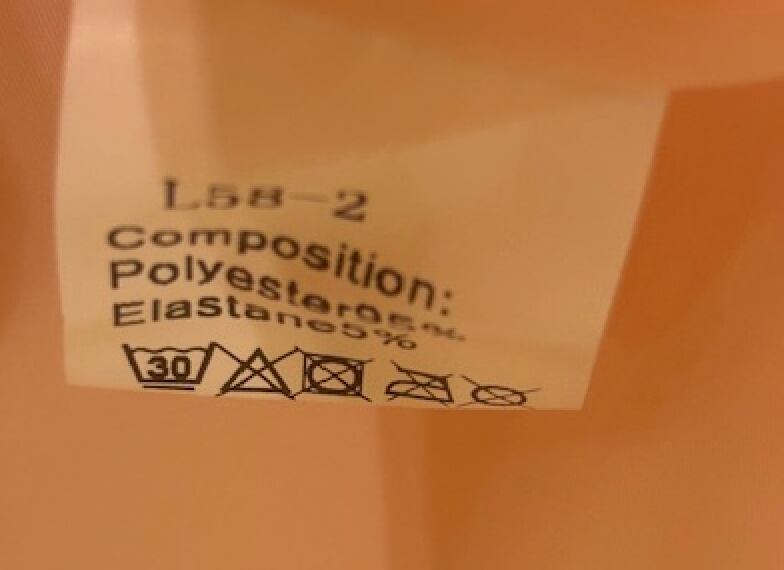 L58-2
Composition:
Polyester95%
Elastane5%
30